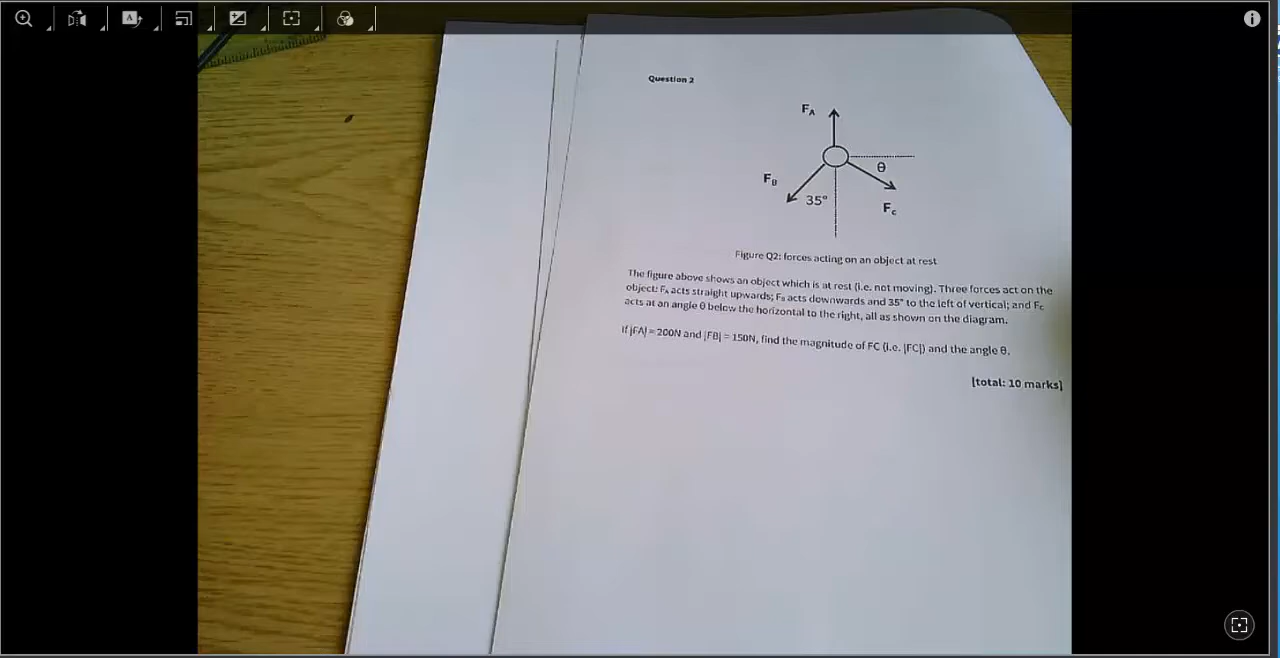 Question 2
FA
θ
FB
35°
Fc
Figure Q2: forces acting on an object at rest
The figure above shows an object which is at rest (i.e. not moving). Three forces act on the
object: FA acts straight upwards; FB acts downwards and 35° to the left of vertical; and FC
acts at an angle θ below the horizontal to the right, all as shown on the diagram.
If |FA| = 200N and |FB| = 150N, find the magnitude of FC (i.e. |FC|) and the angle θ.
[total: 10 marks]